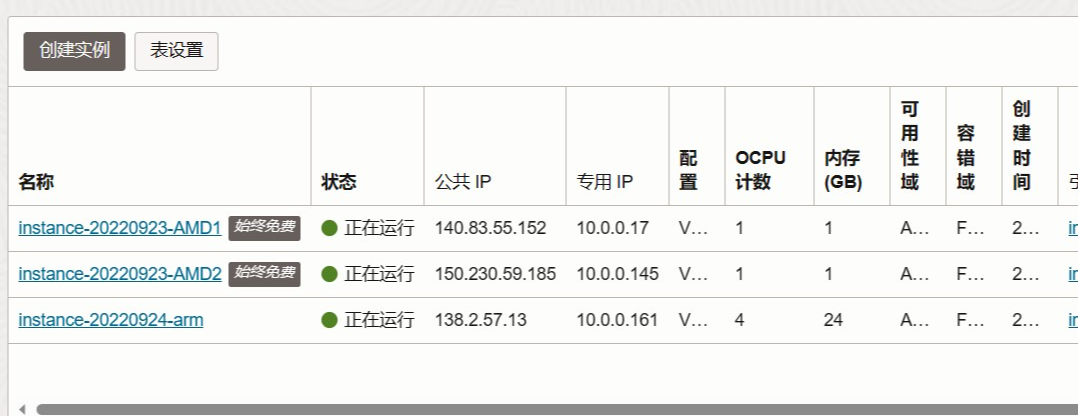 创建实例 表设置
名称 状态 公共 IP 专用 IP 配置 OCPU 计数 内存 (GB) 可用性域 容错域 创建时间
instance-20220923-AMD1 始终免费 正在运行 140.83.55.152 10.0.0.17 V... 1 1 A... F... 2...
instance-20220923-AMD2 始终免费 正在运行 150.230.59.185 10.0.0.145 V... 1 1 A... F... 2...
instance-20220924-arm 正在运行 138.2.57.13 10.0.0.161 V... 4 24 A... F... 2...